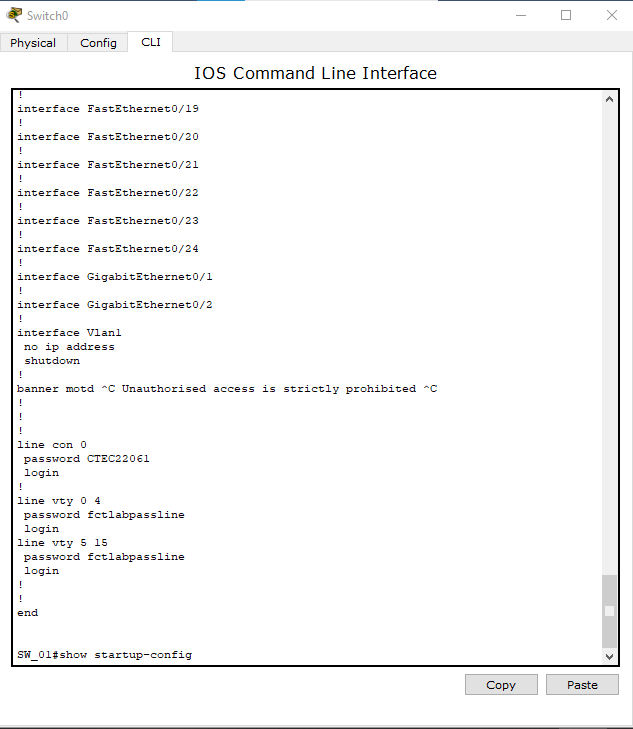 Switch0
Physical Config CLI
IOS Command Line Interface
!
interface FastEthernet0/19
!
interface FastEthernet0/20
!
interface FastEthernet0/21
!
interface FastEthernet0/22
!
interface FastEthernet0/23
!
interface FastEthernet0/24
!
interface GigabitEthernet0/1
!
interface GigabitEthernet0/2
!
interface Vlan1
 no ip address
 shutdown
!
banner motd ^C Unauthorised access is strictly prohibited ^C
!
!
!
line con 0
 password CTEC22061
 login
!
line vty 0 4
 password fctlabpassline
 login
line vty 5 15
 password fctlabpassline
 login
!
!
end
SW_01#show startup-config
Copy Paste